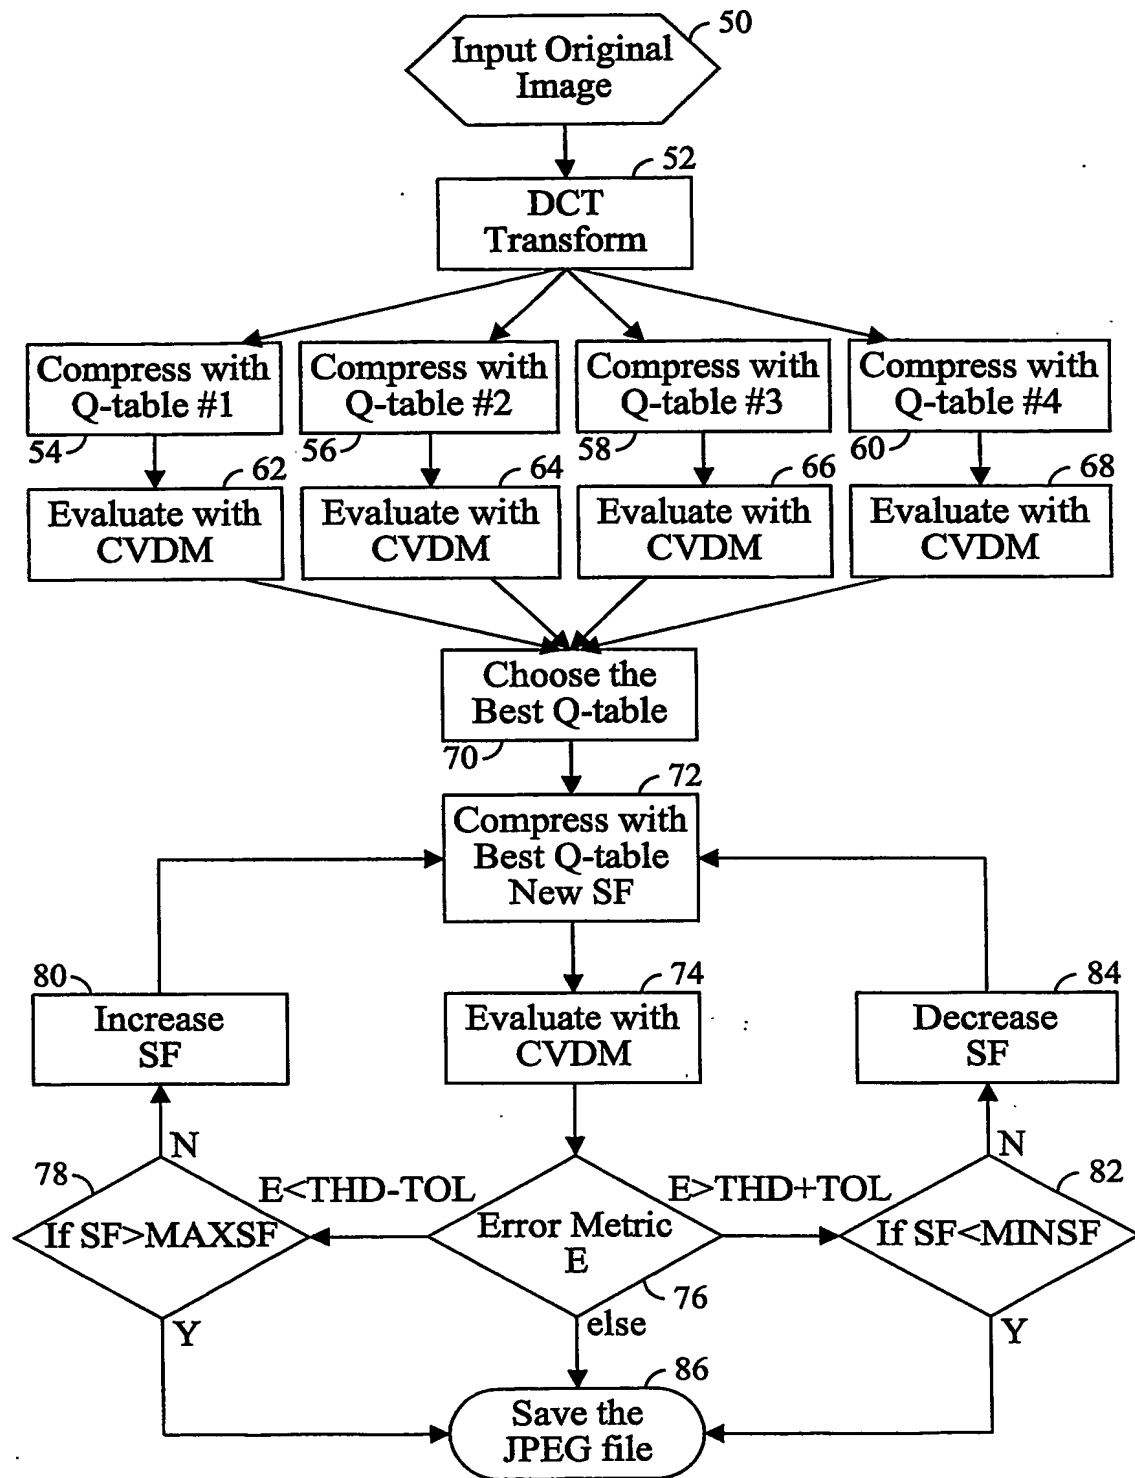 50
Input Original
Image
52
DCT
Transform
Compress with
Q-table #1
54
Compress with
Q-table #2
56
Compress with
Q-table #3
58
Compress with
Q-table #4
60
62
Evaluate with
CVDM
64
Evaluate with
CVDM
66
Evaluate with
CVDM
68
Evaluate with
CVDM
Choose the
Best Q-table
70
72
Compress with
Best Q-table
New SF
80
Increase
SF
74
Evaluate with
CVDM
84
Decrease
SF
N
78
If SF>MAXSF
Y
E<THD-TOL
Error Metric
E
76
else
E>THD+TOL
N
82
If SF<MINSF
Y
86
Save the
JPEG file